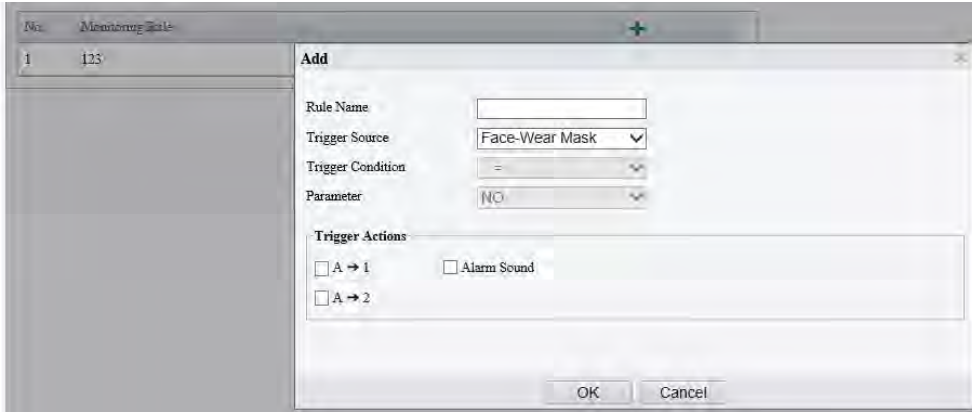 No. Monitoring Rule
1 123
Add
Rule Name
Trigger Source Face-Wear Mask
Trigger Condition =
Parameter NO
Trigger Actions
A → 1 Alarm Sound
A → 2
OK Cancel